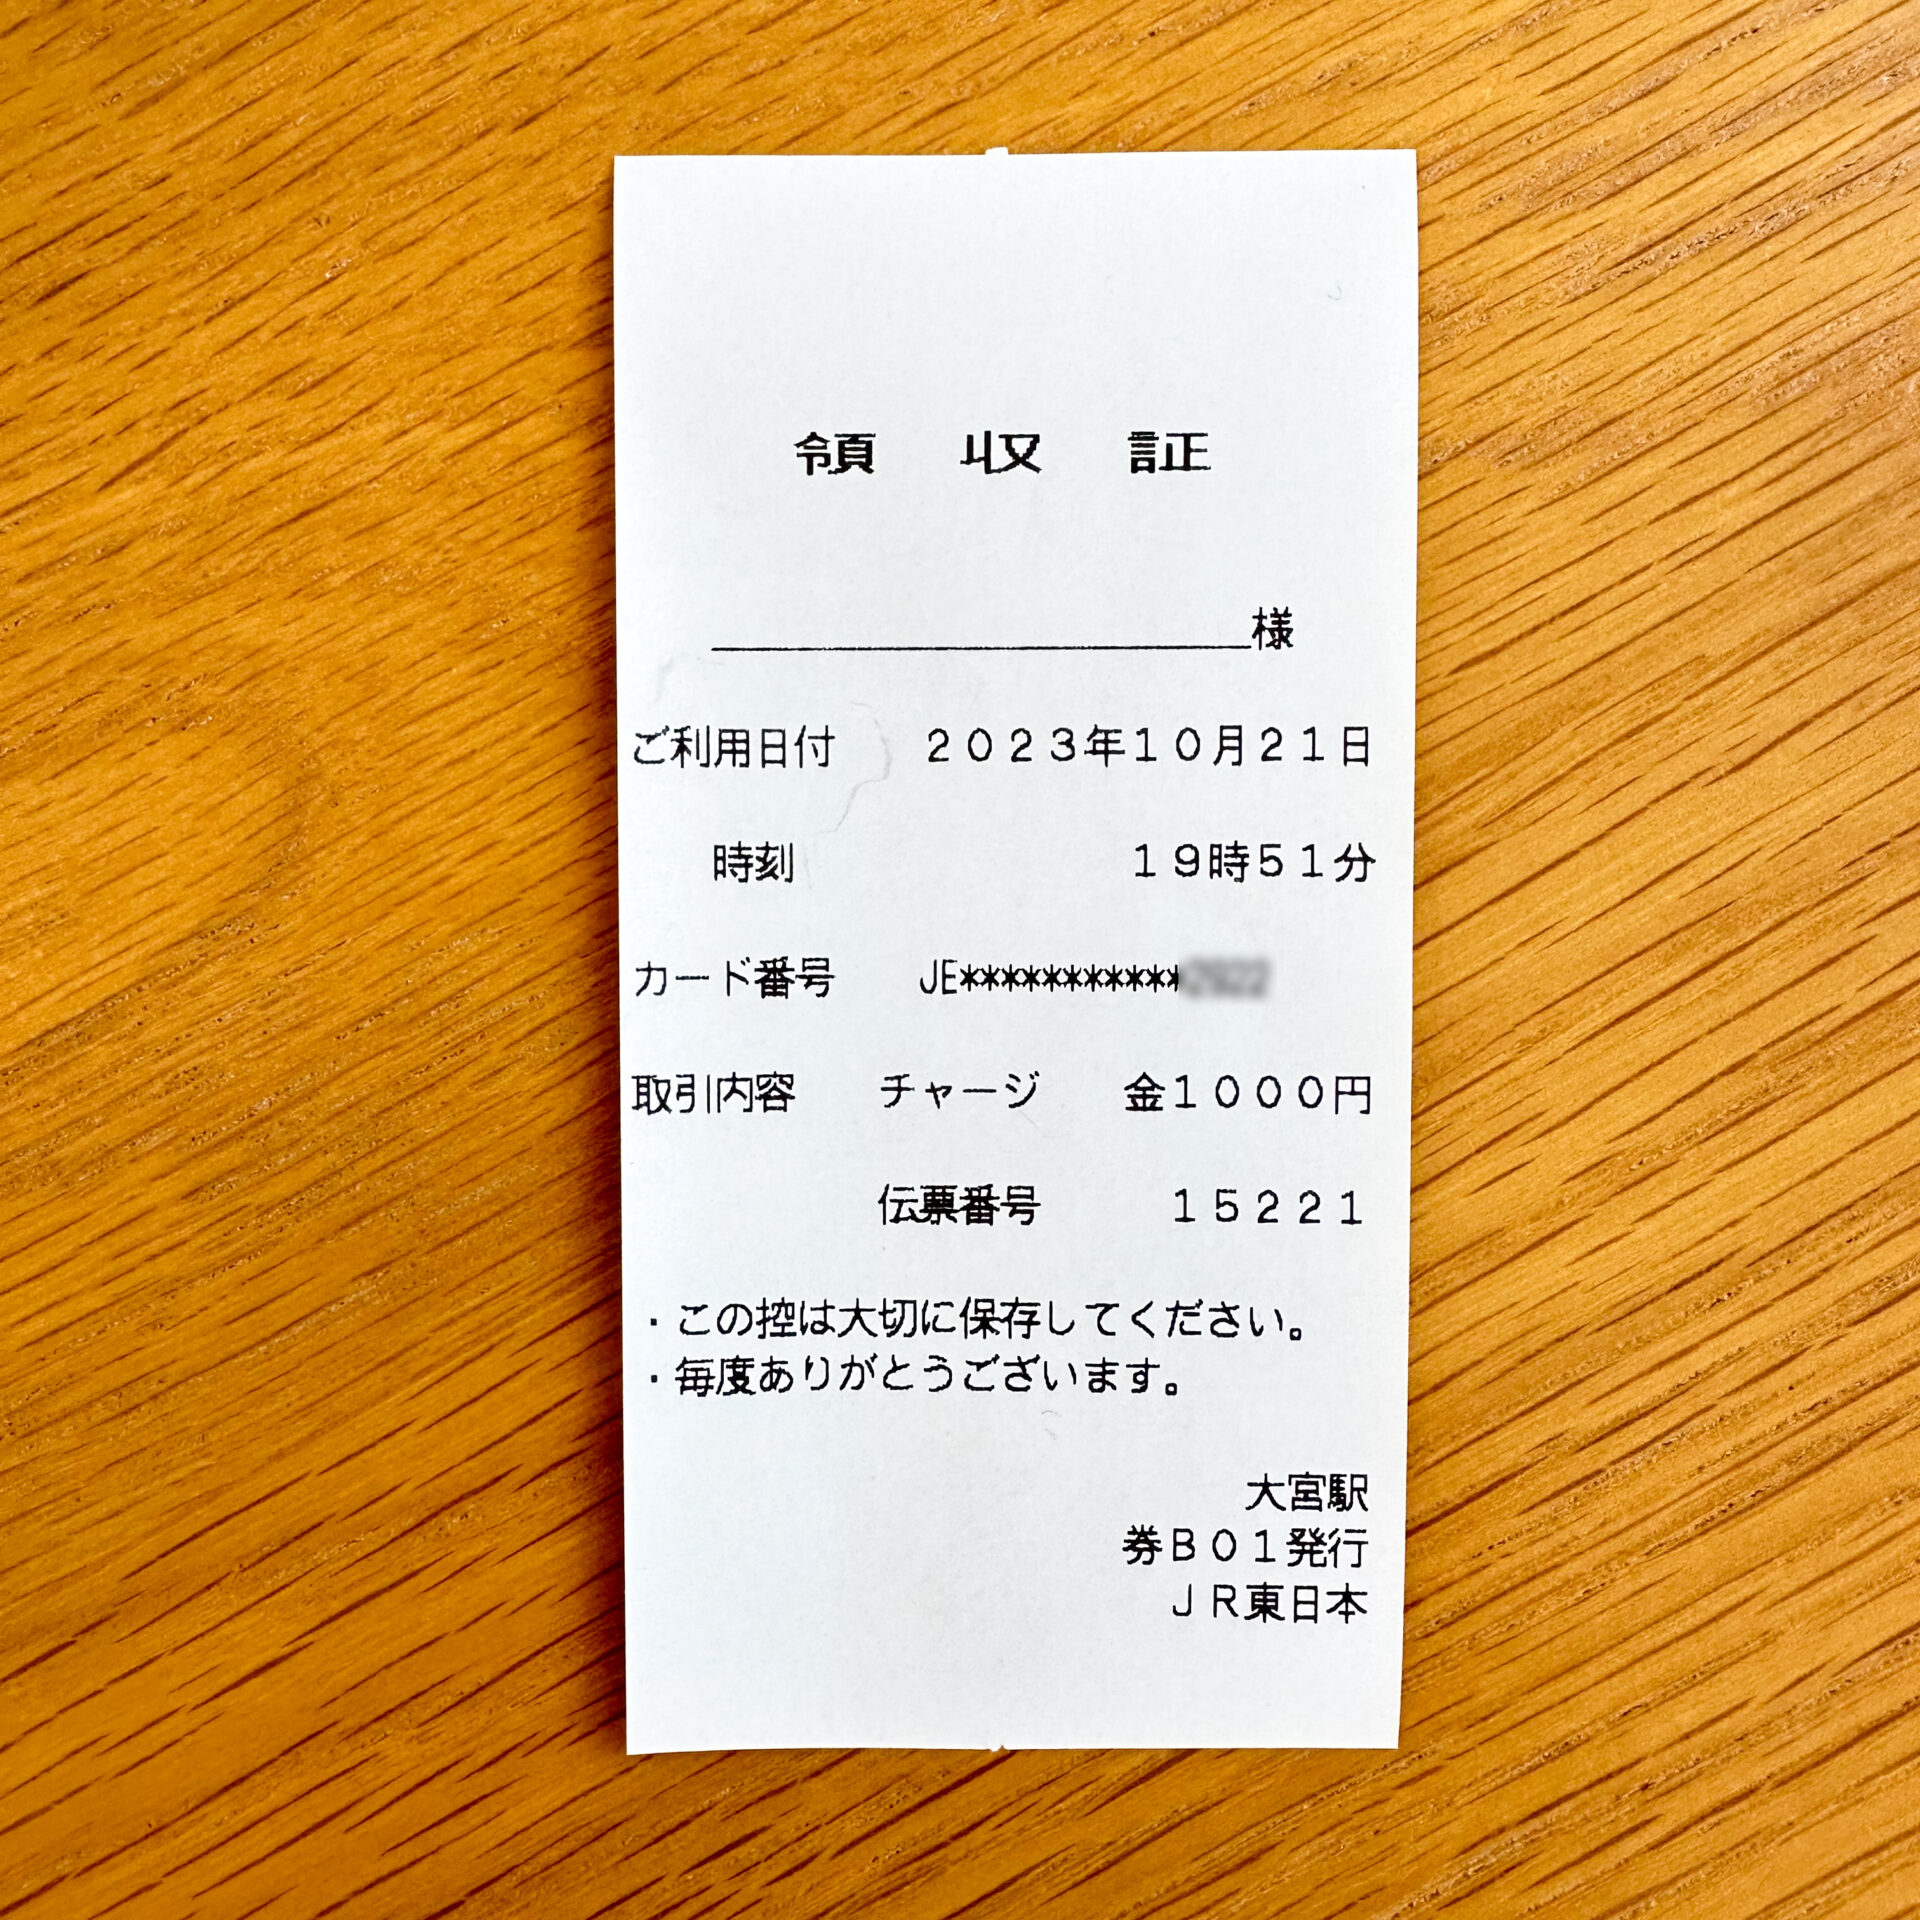 領　収　証
様
ご利用日付　２０２３年１０月２１日
時刻　１９時５１分
カード番号　JE***********
取引内容　チャージ　金１０００円
伝票番号　１５２２１
・この控は大切に保存してください。
・毎度ありがとうございます。
大宮駅
券Ｂ０１発行
ＪＲ東日本